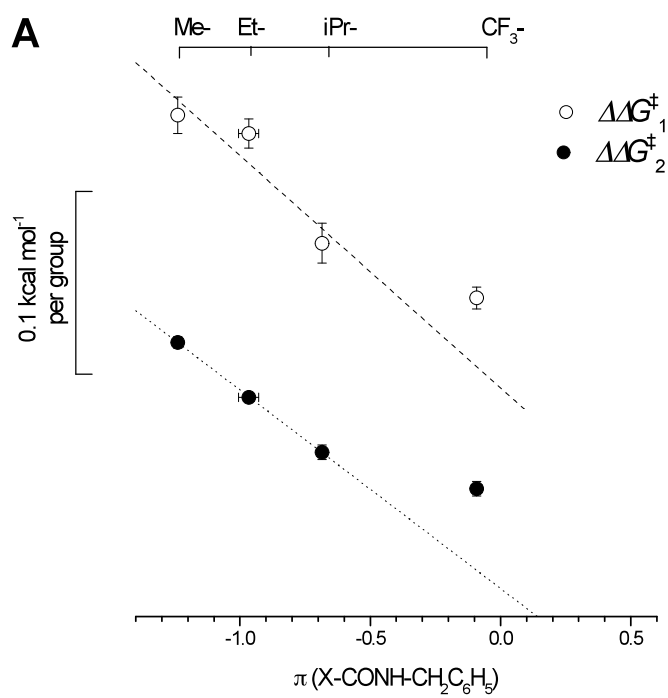 A
Me- Et- iPr- CF₃-
ΔΔG‡₁
ΔΔG‡₂
0.1 kcal mol⁻¹
per group
-1.0 -0.5 0.0 0.5
π (X-CONH-CH₂C₆H₅)